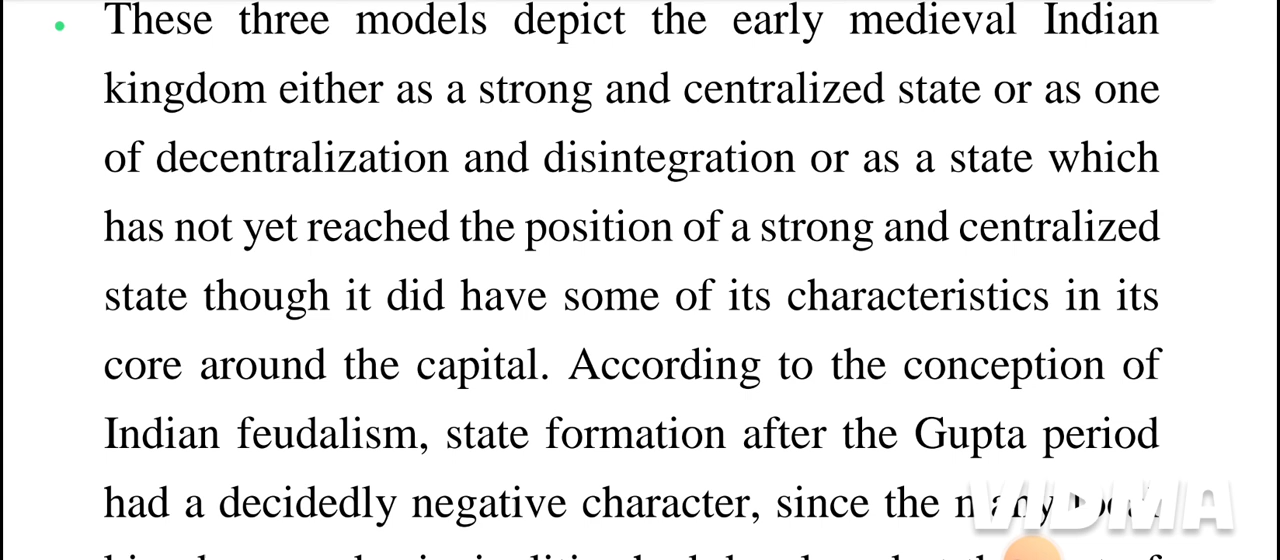 These three models depict the early medieval Indian
kingdom either as a strong and centralized state or as one
of decentralization and disintegration or as a state which
has not yet reached the position of a strong and centralized
state though it did have some of its characteristics in its
core around the capital. According to the conception of
Indian feudalism, state formation after the Gupta period
had a decidedly negative character, since the many
VIDMA